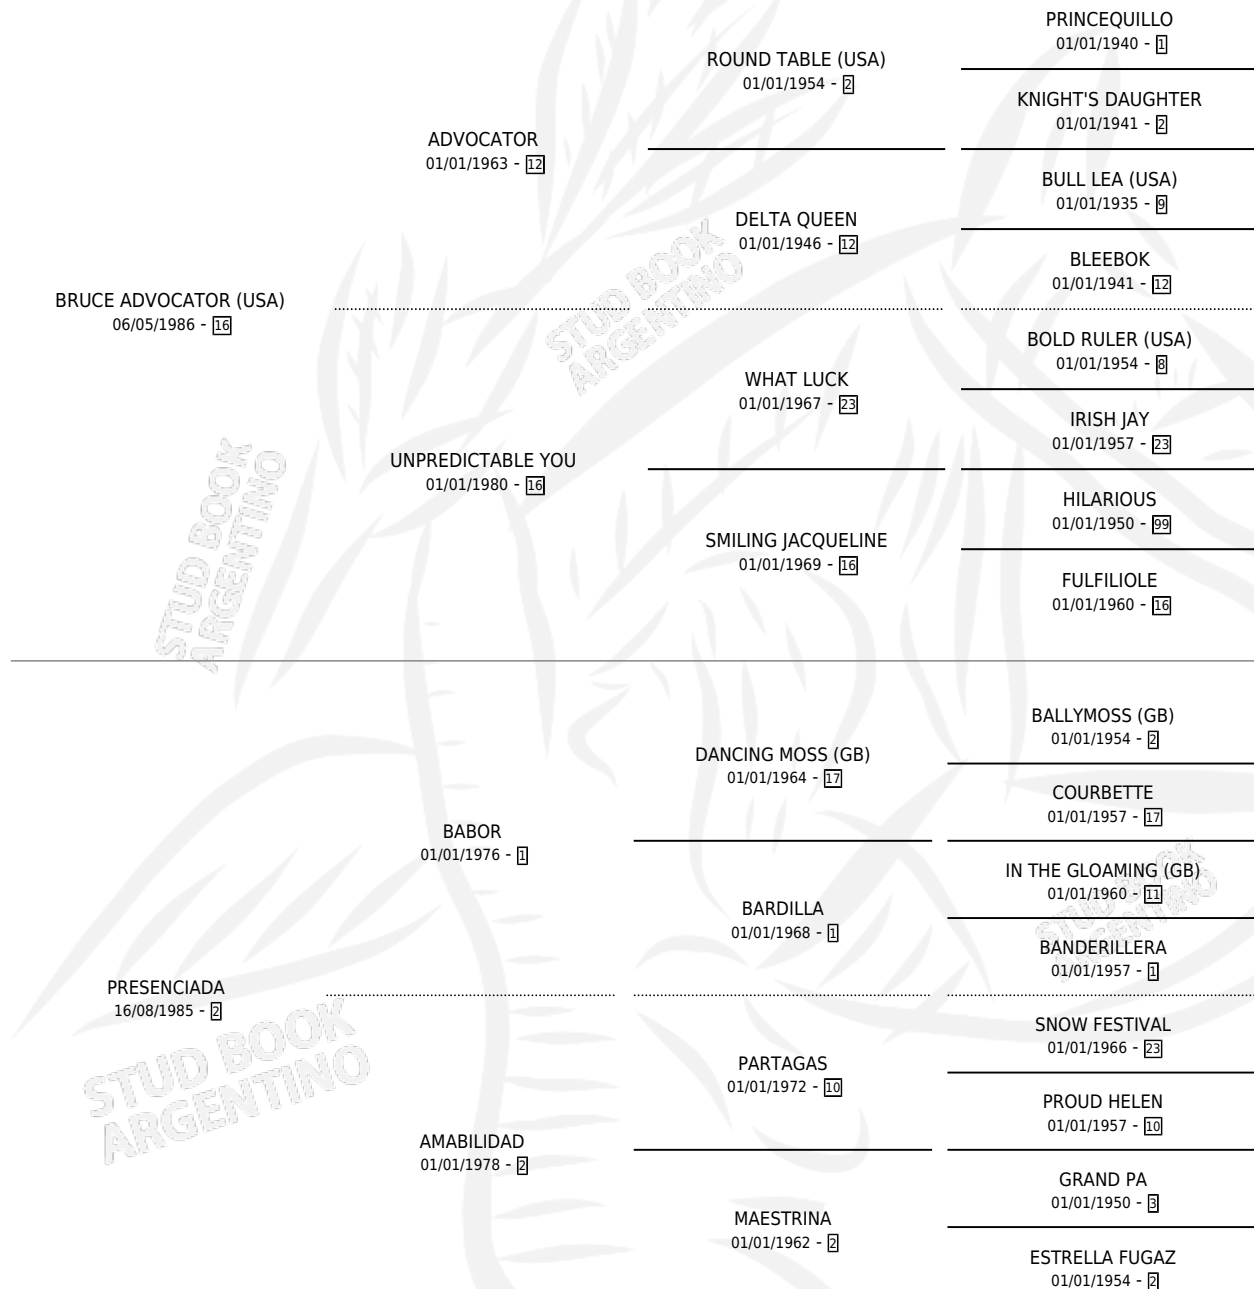 PRINCEQUILLO
01/01/1940 - 1
ROUND TABLE (USA)
01/01/1954 - 2
KNIGHT'S DAUGHTER
01/01/1941 - 2
ADVOCATOR
01/01/1963 - 12
BULL LEA (USA)
01/01/1935 - 9
DELTA QUEEN
01/01/1946 - 12
BLEEBOK
01/01/1941 - 12
BRUCE ADVOCATOR (USA)
06/05/1986 - 16
BOLD RULER (USA)
01/01/1954 - 8
WHAT LUCK
01/01/1967 - 23
IRISH JAY
01/01/1957 - 23
UNPREDICTABLE YOU
01/01/1980 - 16
HILARIOUS
01/01/1950 - 99
SMILING JACQUELINE
01/01/1969 - 16
FULFILIOLE
01/01/1960 - 16
BALLYMOSS (GB)
01/01/1954 - 2
DANCING MOSS (GB)
01/01/1964 - 17
COURBETTE
01/01/1957 - 17
BABOR
01/01/1976 - 1
IN THE GLOAMING (GB)
01/01/1960 - 11
BARDILLA
01/01/1968 - 1
BANDERILLERA
01/01/1957 - 1
PRESENCIADA
16/08/1985 - 2
SNOW FESTIVAL
01/01/1966 - 23
PARTAGAS
01/01/1972 - 10
PROUD HELEN
01/01/1957 - 10
AMABILIDAD
01/01/1978 - 2
GRAND PA
01/01/1950 - 3
MAESTRINA
01/01/1962 - 2
ESTRELLA FUGAZ
01/01/1954 - 2
STUD BOOK
ARGENTINO
STUD BOOK
ARGENTINO
STUD BOOK
ARGENTINO
STUD BOOK
ARGENTINO